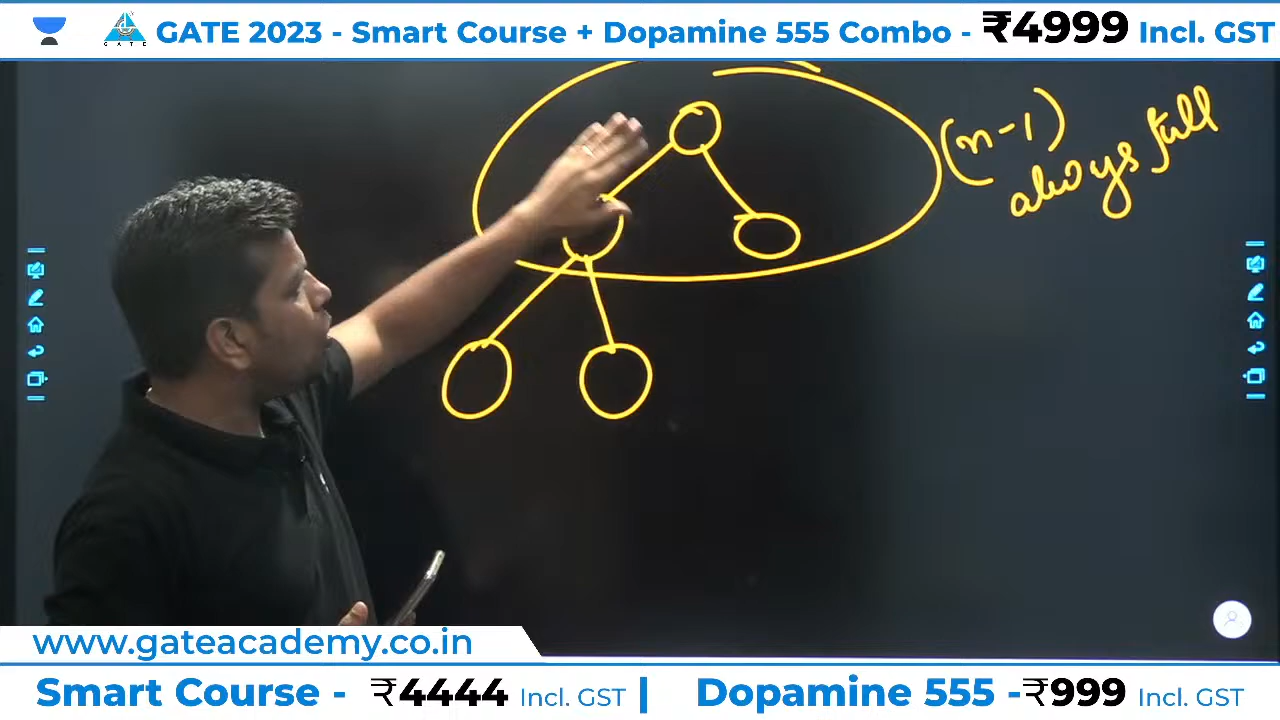 GATE 2023 - Smart Course + Dopamine 555 Combo - ₹4999 Incl. GST
GATE
(n-1)
always full
www.gateacademy.co.in
Smart Course - ₹4444 Incl. GST | Dopamine 555 -₹999 Incl. GST